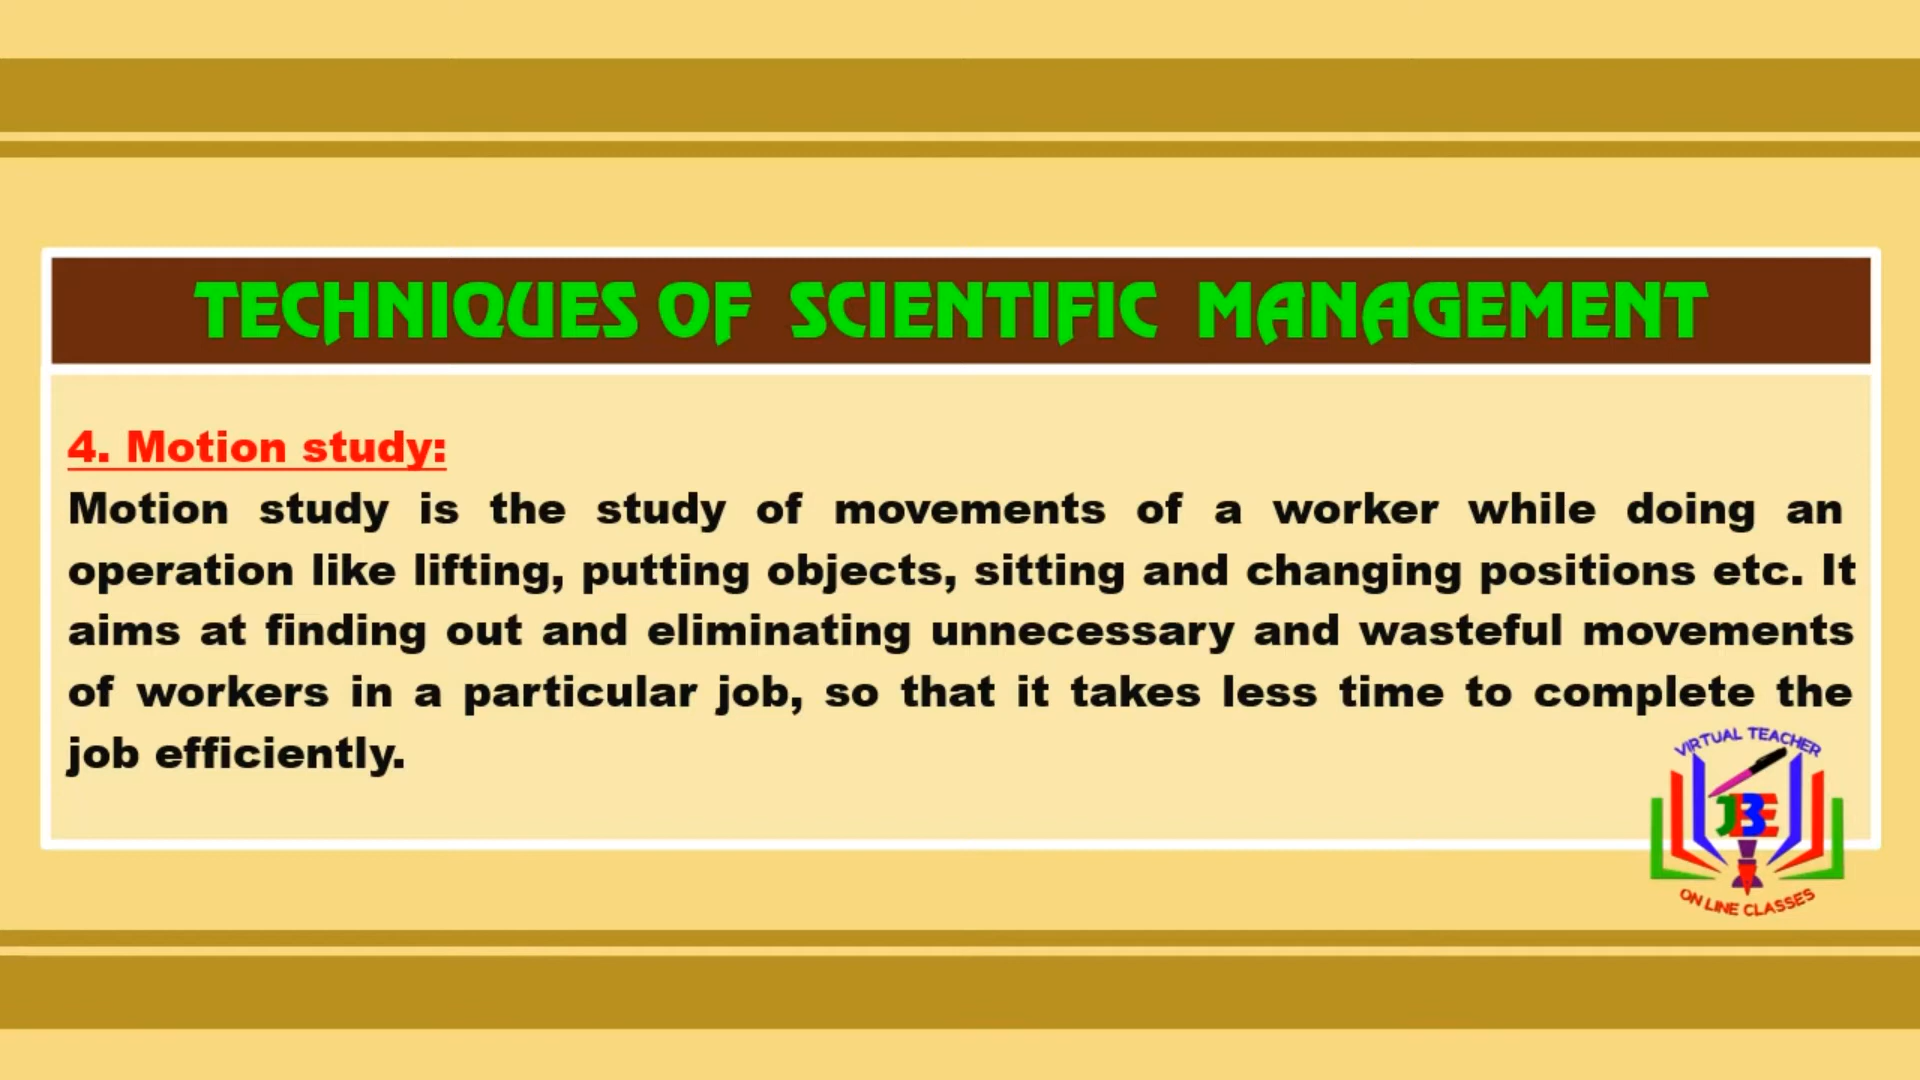 TECHNIQUES OF SCIENTIFIC MANAGEMENT
4. Motion study:
Motion study is the study of movements of a worker while doing an
operation like lifting, putting objects, sitting and changing positions etc. It
aims at finding out and eliminating unnecessary and wasteful movements
of workers in a particular job, so that it takes less time to complete the
job efficiently.
VIRTUAL TEACHER
JBE
ON LINE CLASSES